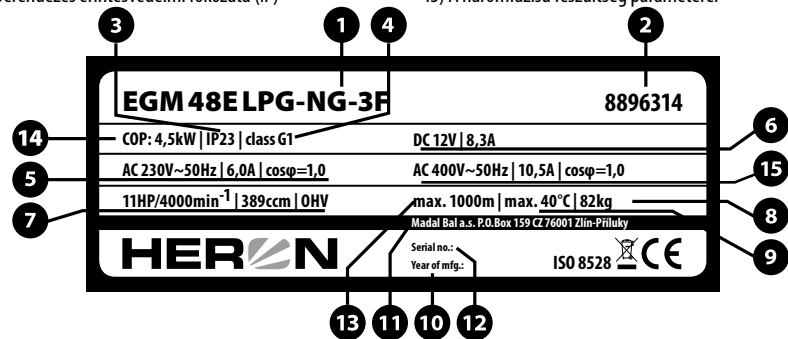 berendezés érintésvédelmi fokozata (IP)
15) A háromfázisú feszültség paraméterei
3 1 4 2
EGM 48E LPG-NG-3F 8896314
14 COP: 4,5kW | IP23 | class G1 DC 12V | 8,3A 6
5 AC 230V~50Hz | 6,0A | cosφ=1,0 AC 400V~50Hz | 10,5A | cosφ=1,0 15
7 11HP/4000min-1 | 389ccm | OHV max. 1000m | max. 40°C | 82kg 8
Madal Bal a.s. P.O.Box 159 CZ 76001 Zlín-Příluky
HERON Serial no.: 9
Year of mfg.: ISO 8528 CE
13 11 10 12